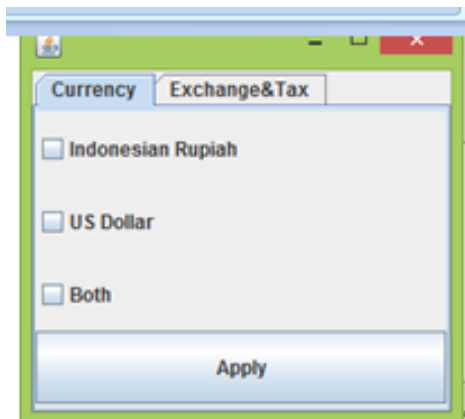 Currency Exchange&Tax
Indonesian Rupiah
US Dollar
Both
Apply